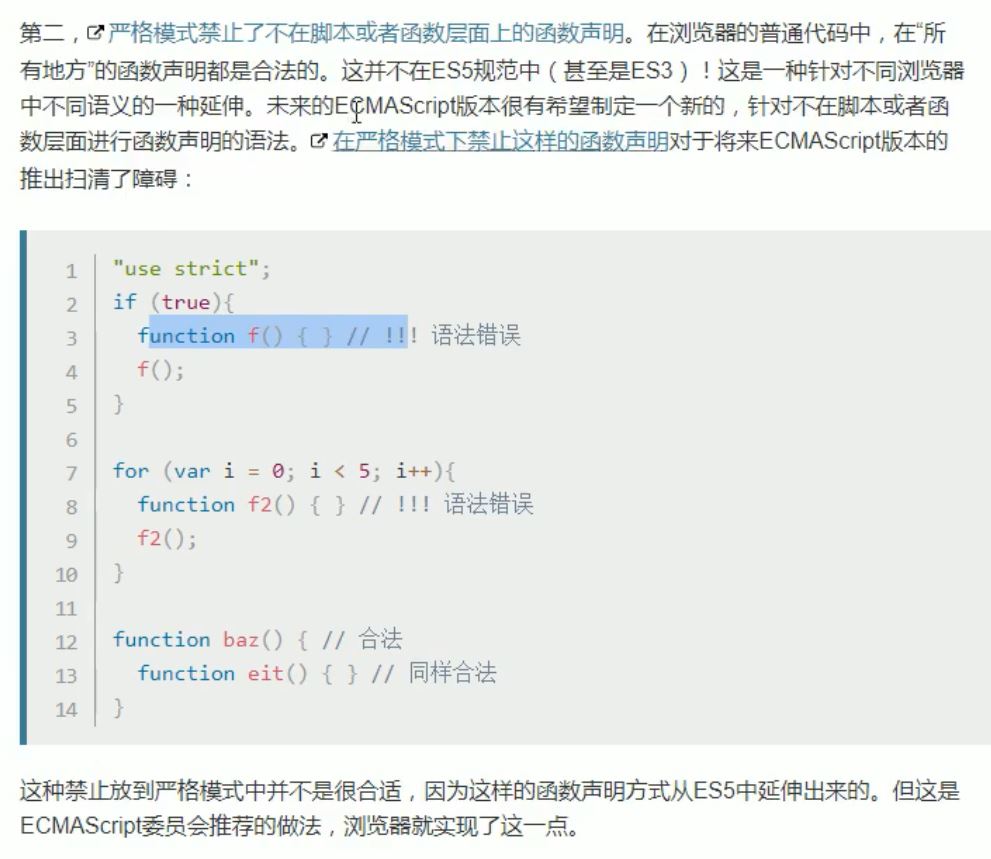 第二，严格模式禁止了不在脚本或者函数层面上的函数声明。在浏览器的普通代码中，在“所
有地方”的函数声明都是合法的。这并不在ES5规范中（甚至是ES3）！这是一种针对不同浏览器
中不同语义的一种延伸。未来的ECMAScript版本很有希望制定一个新的，针对不在脚本或者函
数层面进行函数声明的语法。在严格模式下禁止这样的函数声明对于将来ECMAScript版本的
推出扫清了障碍：
1 "use strict";
2 if (true){
3   function f() { } // !!! 语法错误
4   f();
5 }
6
7 for (var i = 0; i < 5; i++){
8   function f2() { } // !!! 语法错误
9   f2();
10 }
11
12 function baz() { // 合法
13   function eit() { } // 同样合法
14 }
这种禁止放到严格模式中并不是很合适，因为这样的函数声明方式从ES5中延伸出来的。但这是
ECMAScript委员会推荐的做法，浏览器就实现了这一点。